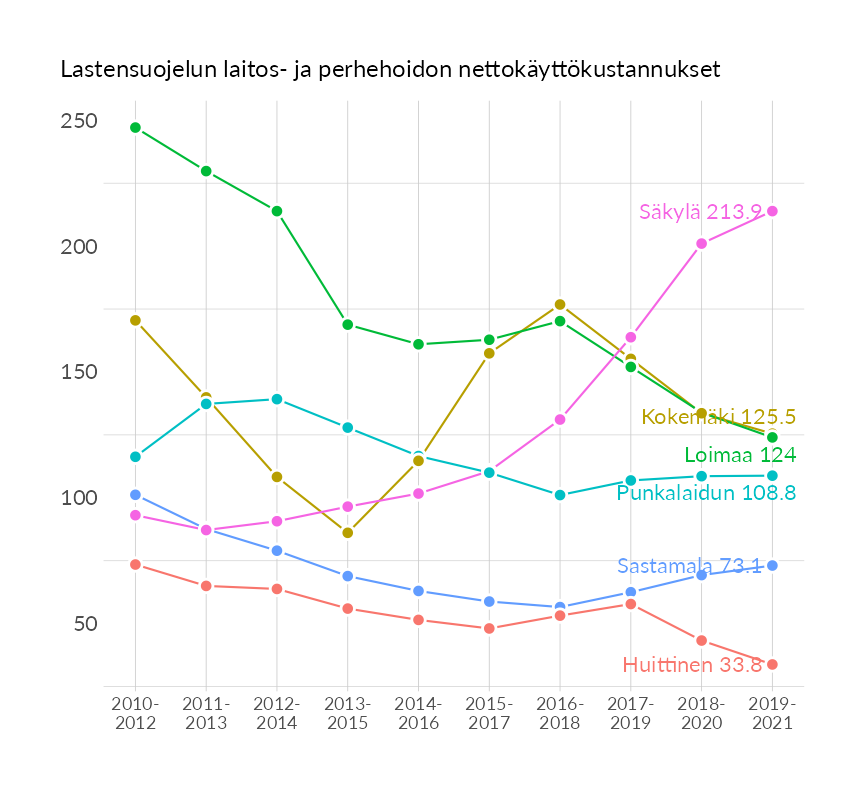 Lastensuojelun laitos- ja perhehoidon nettokäyttökustannukset
250
200
150
100
50
Säkylä 213.9
Kokemäki 125.5
Loimaa 124
Punkalaidun 108.8
Sastamala 73.1
Huittinen 33.8
2010- 2011- 2012- 2013- 2014- 2015- 2016- 2017- 2018- 2019-
2012 2013 2014 2015 2016 2017 2018 2019 2020 2021